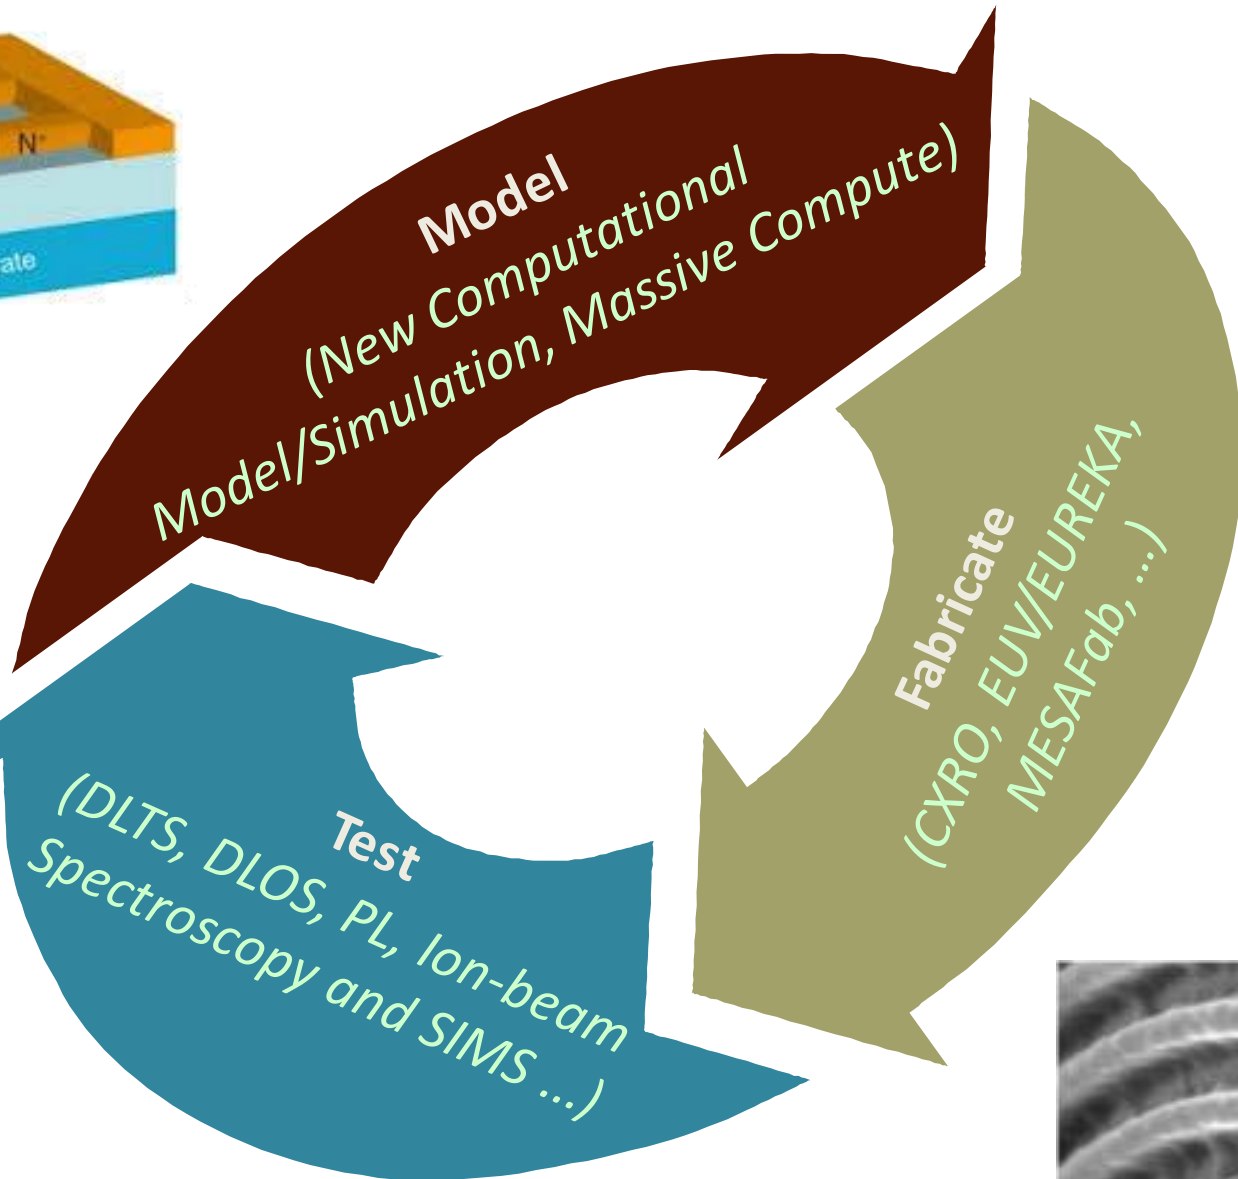 N+
ate
Model
(New Computational
Model/Simulation, Massive Compute)
Fabricate
(CXRO, EUV/EUREKA,
MESAFab, ...)
Test
(DLTS, DLOS, PL, Ion-beam
Spectroscopy and SIMS ...)